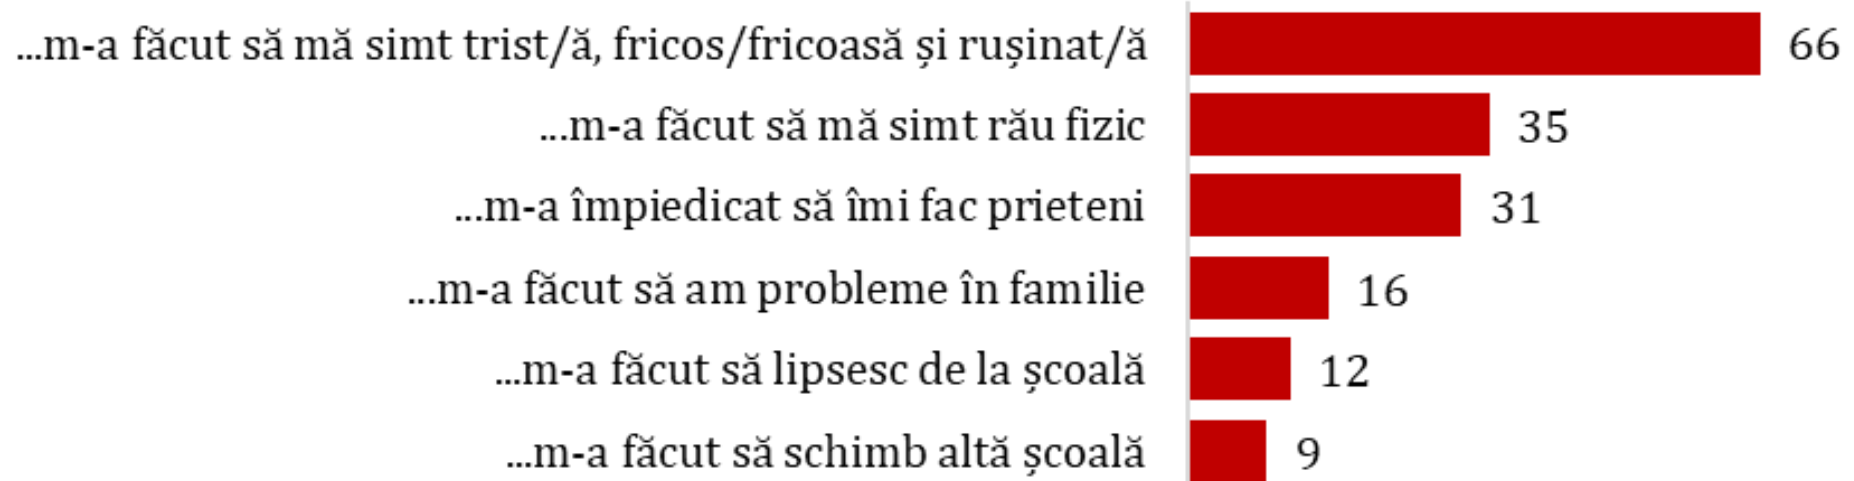 ...m-a făcut să mă simt trist/ă, fricos/fricoasă și rușinat/ă 66
...m-a făcut să mă simt rău fizic 35
...m-a împiedicat să îmi fac prieteni 31
...m-a făcut să am probleme în familie 16
...m-a făcut să lipsesc de la școală 12
...m-a făcut să schimb altă școală 9